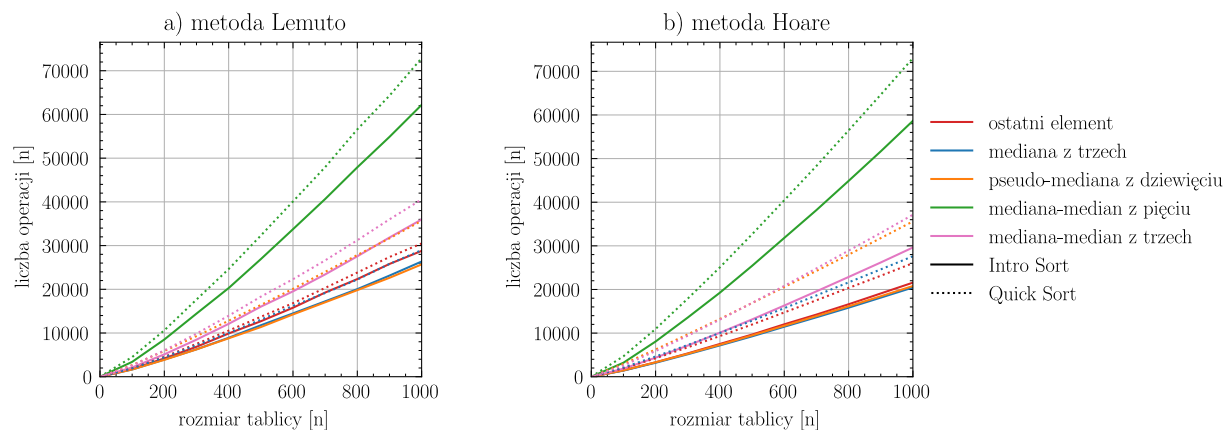 a) metoda Lemuto
70000
60000
50000
40000
30000
20000
10000
0
liczba operacji [n]
0 200 400 600 800 1000
rozmiar tablicy [n]
b) metoda Hoare
70000
60000
50000
40000
30000
20000
10000
0
liczba operacji [n]
0 200 400 600 800 1000
rozmiar tablicy [n]
ostatni element
mediana z trzech
pseudo-mediana z dziewięciu
mediana-median z pięciu
mediana-median z trzech
Intro Sort
Quick Sort